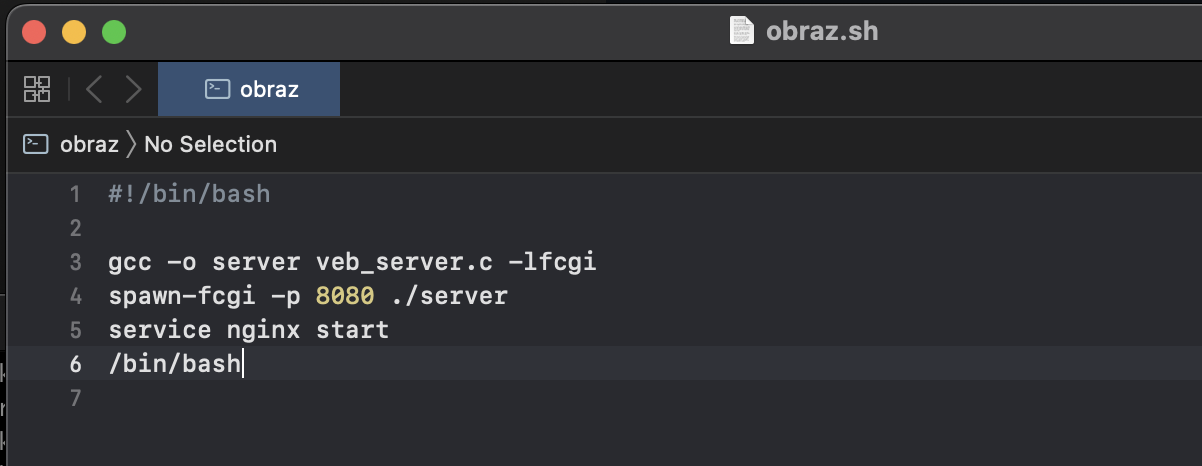 obraz.sh
obraz
obraz 〉 No Selection
1 #!/bin/bash
2
3 gcc -o server veb_server.c -lfcgi
4 spawn-fcgi -p 8080 ./server
5 service nginx start
6 /bin/bash
7